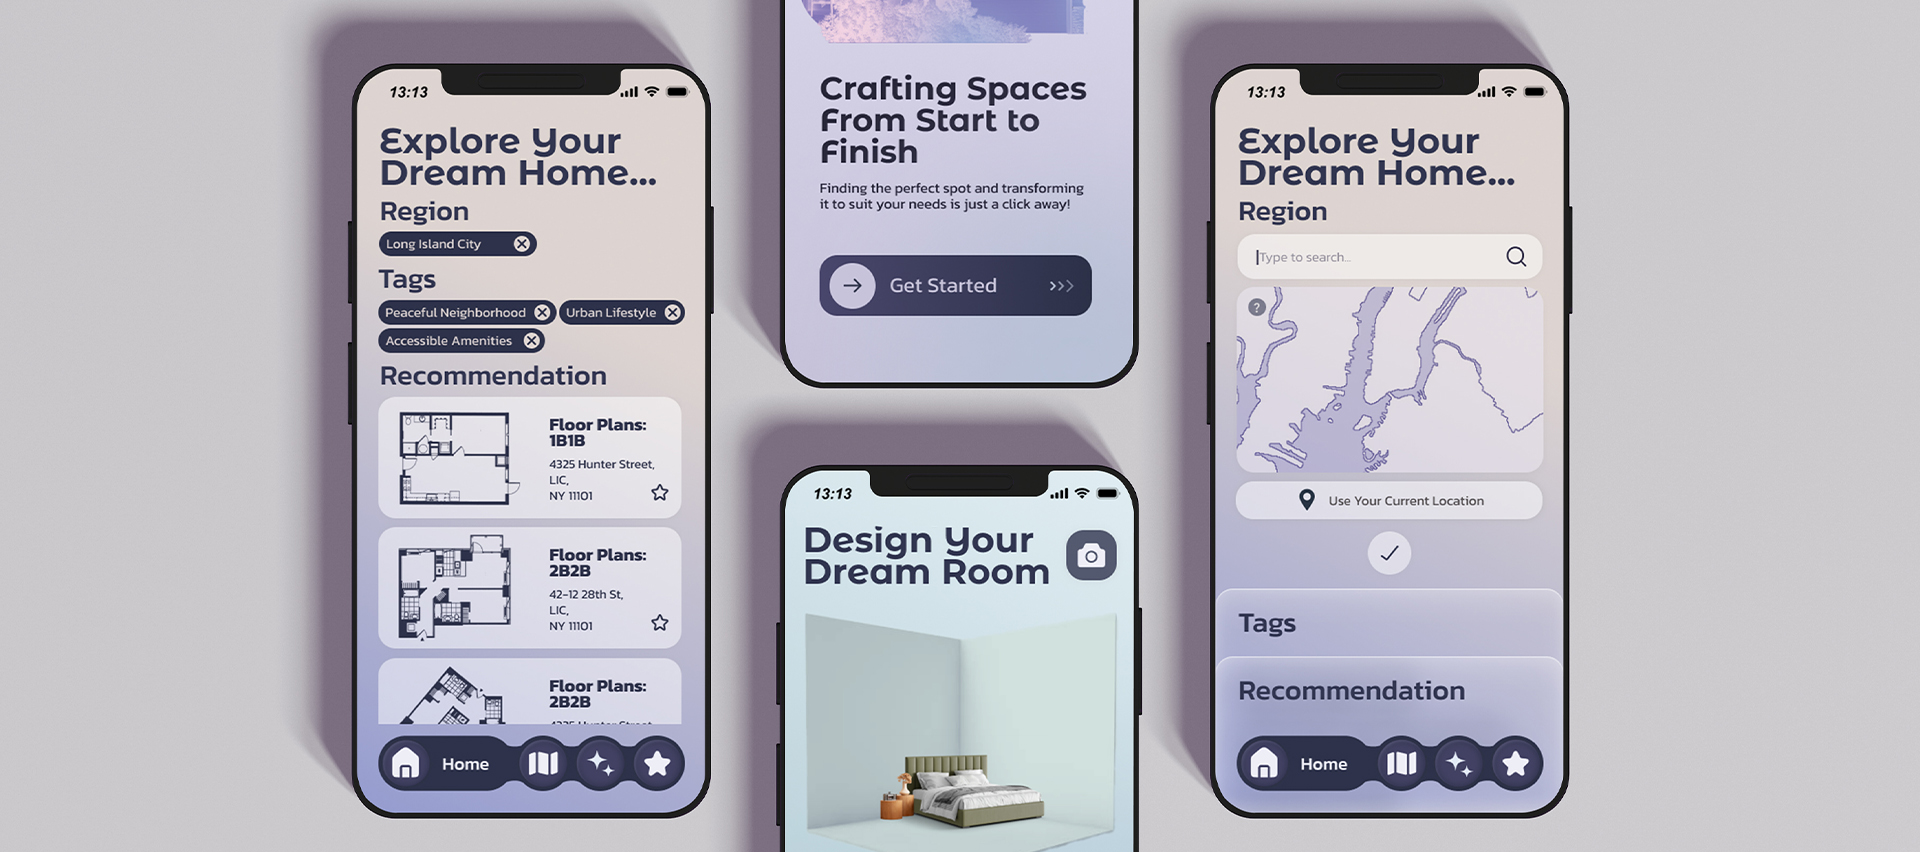 13:13
Explore Your
Dream Home...
Region
Long Island City
Tags
Peaceful Neighborhood
Urban Lifestyle
Accessible Amenities
Recommendation
Floor Plans:
1B1B
4325 Hunter Street,
LIC,
NY 11101
Floor Plans:
2B2B
42-12 28th St,
LIC,
NY 11101
Floor Plans:
2B2B
4325 Hunter Street
Home
Crafting Spaces
From Start to
Finish
Finding the perfect spot and transforming
it to suit your needs is just a click away!
Get Started
13:13
Design Your
Dream Room
13:13
Explore Your
Dream Home...
Region
Type to search...
?
Use Your Current Location
Tags
Recommendation
Home